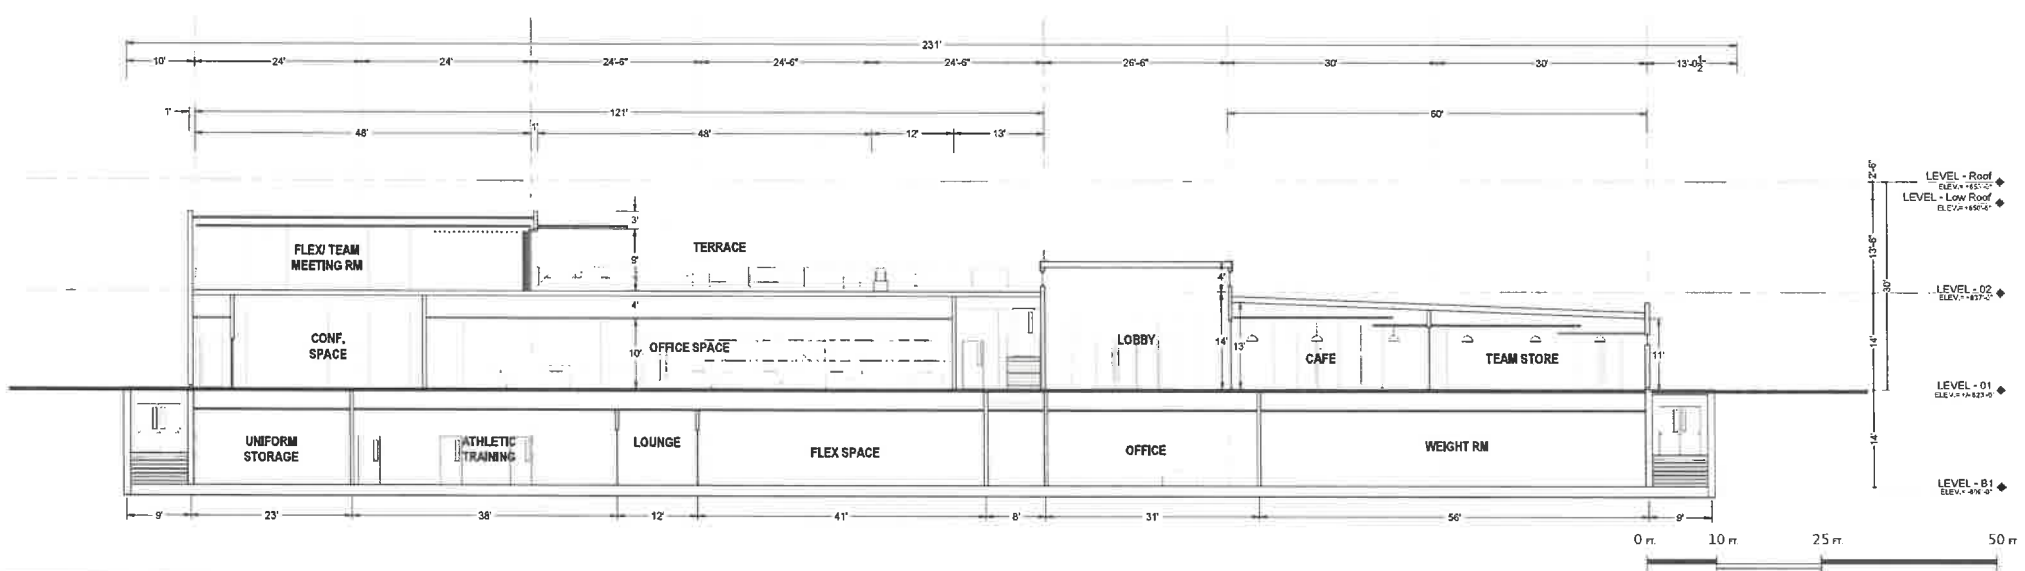 231'
10' 24' 24' 24'-6" 24'-6" 24'-6" 26'-6" 30' 30' 13'-0 1/2
1' 121' 60'
48' 1' 48' 12' 13'
2'-6"
LEVEL - Roof
LEVEL - Low Roof
3'
FLEX/ TEAM
MEETING RM
TERRACE
9'
13'-6"
30'
4'
LEVEL - 02
4'
CONF.
SPACE
OFFICE SPACE
10'
LOBBY
14'
13'
CAFE
TEAM STORE
11'
14'
LEVEL - 01
UNIFORM
STORAGE
ATHLETIC
TRAINING
LOUNGE
FLEX SPACE
OFFICE
WEIGHT RM
14'
LEVEL - B1
9' 23' 38' 12' 41' 8' 31' 56' 9'
0 FT. 10 FT. 25 FT. 50 FT